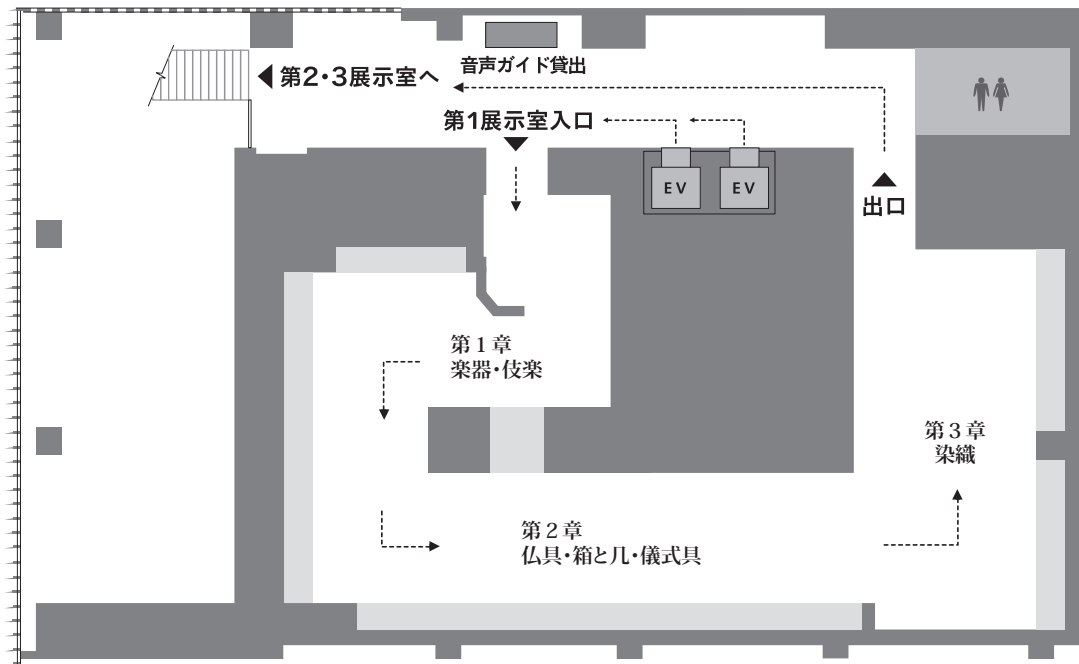 音声ガイド貸出
第2・3展示室へ
第1展示室入口
EV
EV
出口
第1章
楽器・伎楽
第3章
染織
第2章
仏具・箱と几・儀式具